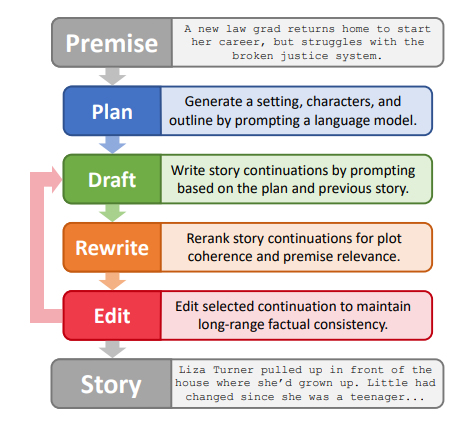 Premise
A new law grad returns home to start
her career, but struggles with the
broken justice system.
Plan
Generate a setting, characters, and
outline by prompting a language model.
Draft
Write story continuations by prompting
based on the plan and previous story.
Rewrite
Rerank story continuations for plot
coherence and premise relevance.
Edit
Edit selected continuation to maintain
long-range factual consistency.
Story
Liza Turner pulled up in front of the
house where she'd grown up. Little had
changed since she was a teenager...